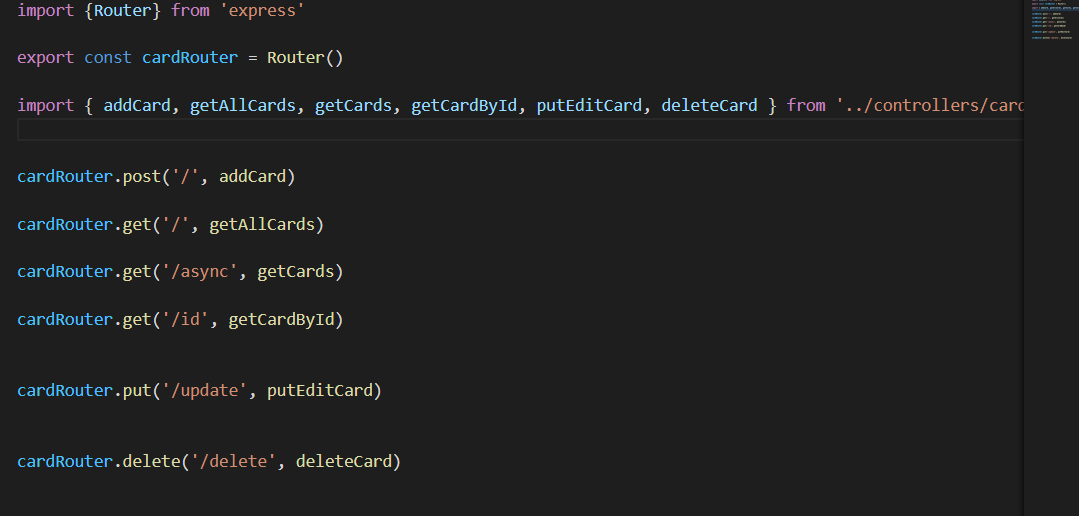 import {Router} from 'express'
export const cardRouter = Router()
import { addCard, getAllCards, getCards, getCardById, putEditCard, deleteCard } from '../controllers/card
cardRouter.post('/', addCard)
cardRouter.get('/', getAllCards)
cardRouter.get('/async', getCards)
cardRouter.get('/id', getCardById)
cardRouter.put('/update', putEditCard)
cardRouter.delete('/delete', deleteCard)